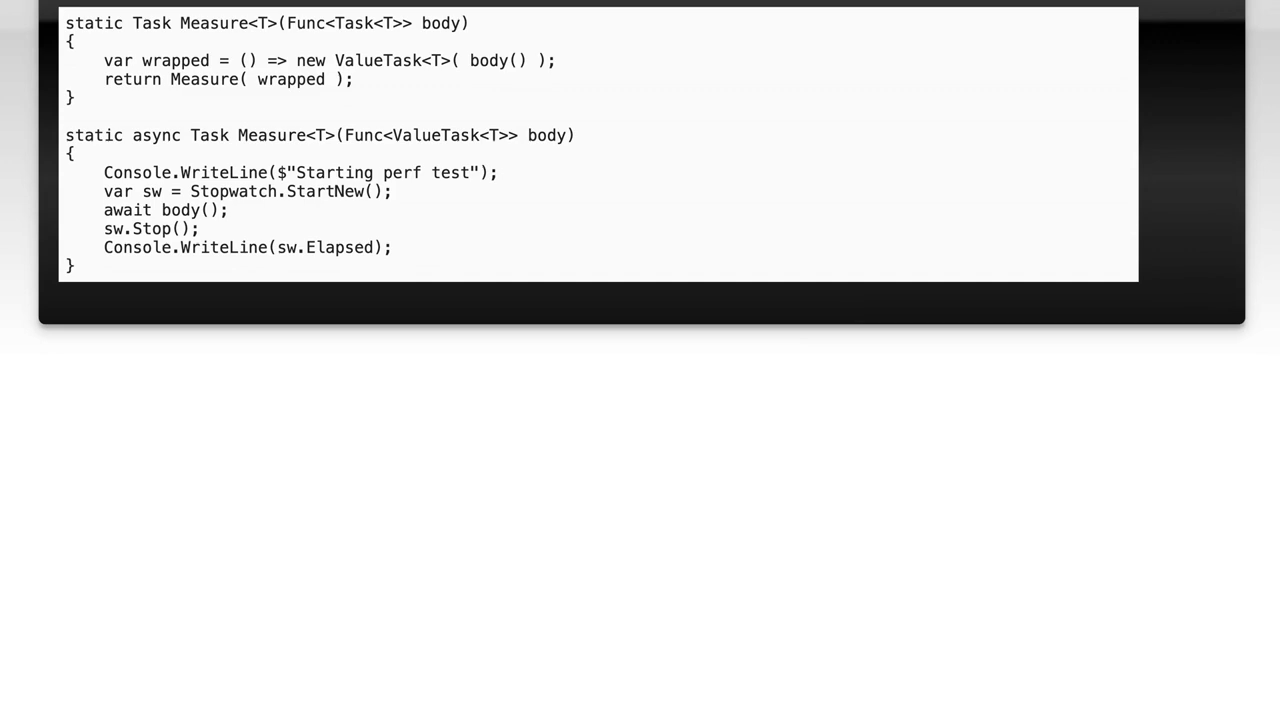 static Task Measure<T>(Func<Task<T>> body)
{
    var wrapped = () => new ValueTask<T>( body() );
    return Measure( wrapped );
}

static async Task Measure<T>(Func<ValueTask<T>> body)
{
    Console.WriteLine($"Starting perf test");
    var sw = Stopwatch.StartNew();
    await body();
    sw.Stop();
    Console.WriteLine(sw.Elapsed);
}